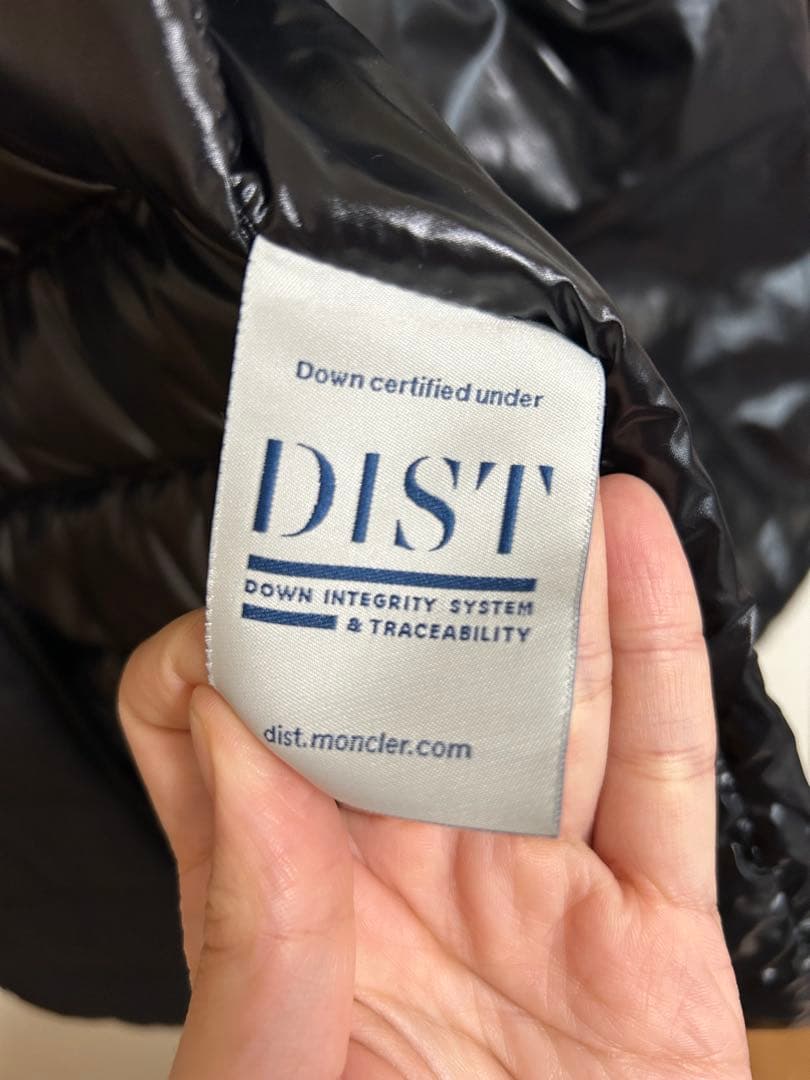 Down certified under
DIST
DOWN INTEGRITY SYSTEM
& TRACEABILITY
dist.moncler.com